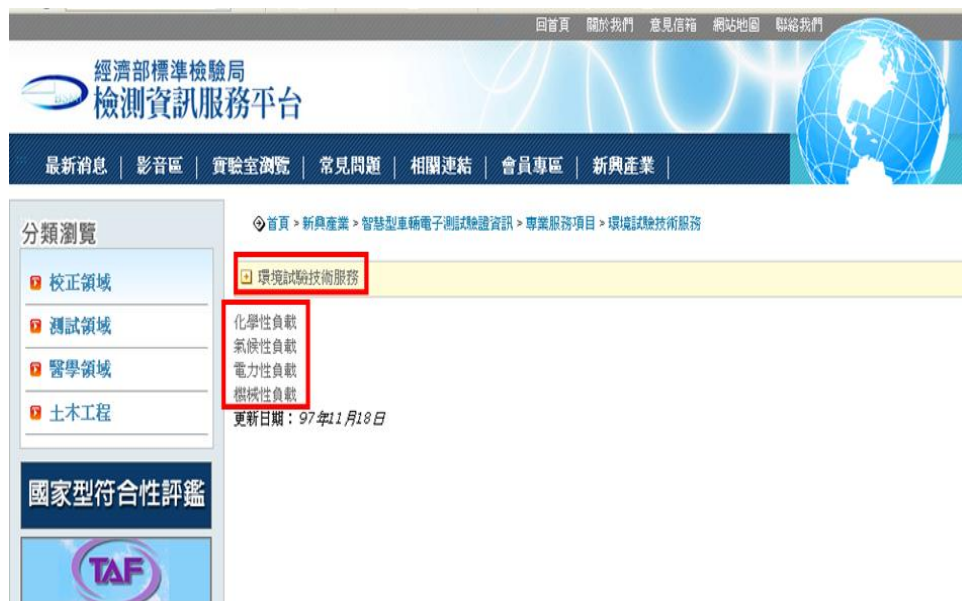 回首頁 關於我們 意見信箱 網站地圖 聯絡我們
經濟部標準檢驗局
檢測資訊服務平台
BSMI
最新消息 | 影音區 | 實驗室瀏覽 | 常見問題 | 相關連結 | 會員專區 | 新興產業 |
分類瀏覽
校正領域
測試領域
醫學領域
土木工程
國家型符合性評鑑
TAF
首頁 > 新興產業 > 智慧型車輛電子測試驗證資訊 > 專業服務項目 > 環境試驗技術服務
環境試驗技術服務
化學性負載
氣候性負載
電力性負載
機械性負載
更新日期：97年11月18日